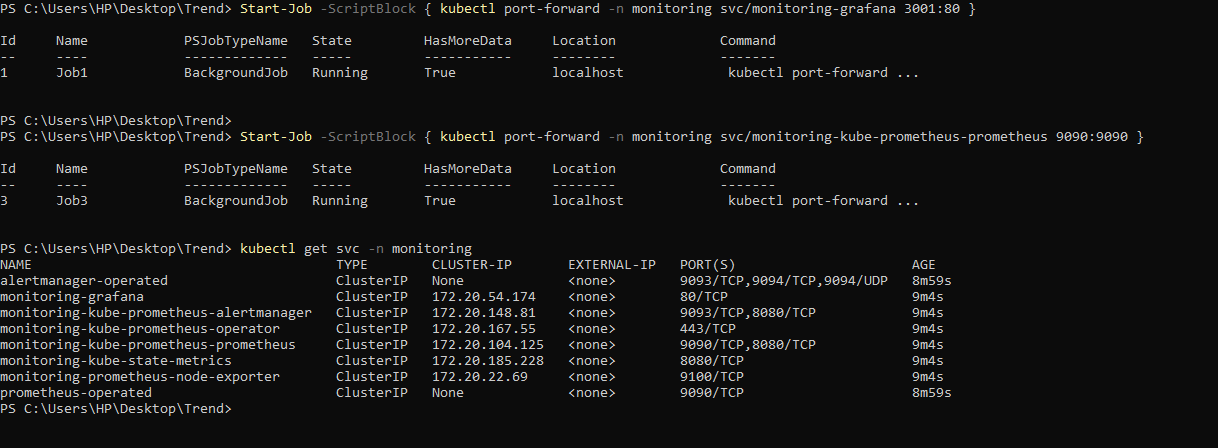 PS C:\Users\HP\Desktop\Trend> Start-Job -ScriptBlock { kubectl port-forward -n monitoring svc/monitoring-grafana 3001:80 }
Id     Name            PSJobTypeName   State         HasMoreData     Location             Command
--     ----            -------------   -----         -----------     --------             -------
1      Job1            BackgroundJob   Running       True            localhost             kubectl port-forward ...
PS C:\Users\HP\Desktop\Trend>
PS C:\Users\HP\Desktop\Trend> Start-Job -ScriptBlock { kubectl port-forward -n monitoring svc/monitoring-kube-prometheus-prometheus 9090:9090 }
Id     Name            PSJobTypeName   State         HasMoreData     Location             Command
--     ----            -------------   -----         -----------     --------             -------
3      Job3            BackgroundJob   Running       True            localhost             kubectl port-forward ...
PS C:\Users\HP\Desktop\Trend> kubectl get svc -n monitoring
NAME                                      TYPE        CLUSTER-IP       EXTERNAL-IP   PORT(S)                      AGE
alertmanager-operated                     ClusterIP   None             <none>        9093/TCP,9094/TCP,9094/UDP   8m59s
monitoring-grafana                        ClusterIP   172.20.54.174    <none>        80/TCP                       9m4s
monitoring-kube-prometheus-alertmanager   ClusterIP   172.20.148.81    <none>        9093/TCP,8080/TCP            9m4s
monitoring-kube-prometheus-operator       ClusterIP   172.20.167.55    <none>        443/TCP                      9m4s
monitoring-kube-prometheus-prometheus     ClusterIP   172.20.104.125   <none>        9090/TCP,8080/TCP            9m4s
monitoring-kube-state-metrics             ClusterIP   172.20.185.228   <none>        8080/TCP                     9m4s
monitoring-prometheus-node-exporter       ClusterIP   172.20.22.69     <none>        9100/TCP                     9m4s
prometheus-operated                       ClusterIP   None             <none>        9090/TCP                     8m59s
PS C:\Users\HP\Desktop\Trend>